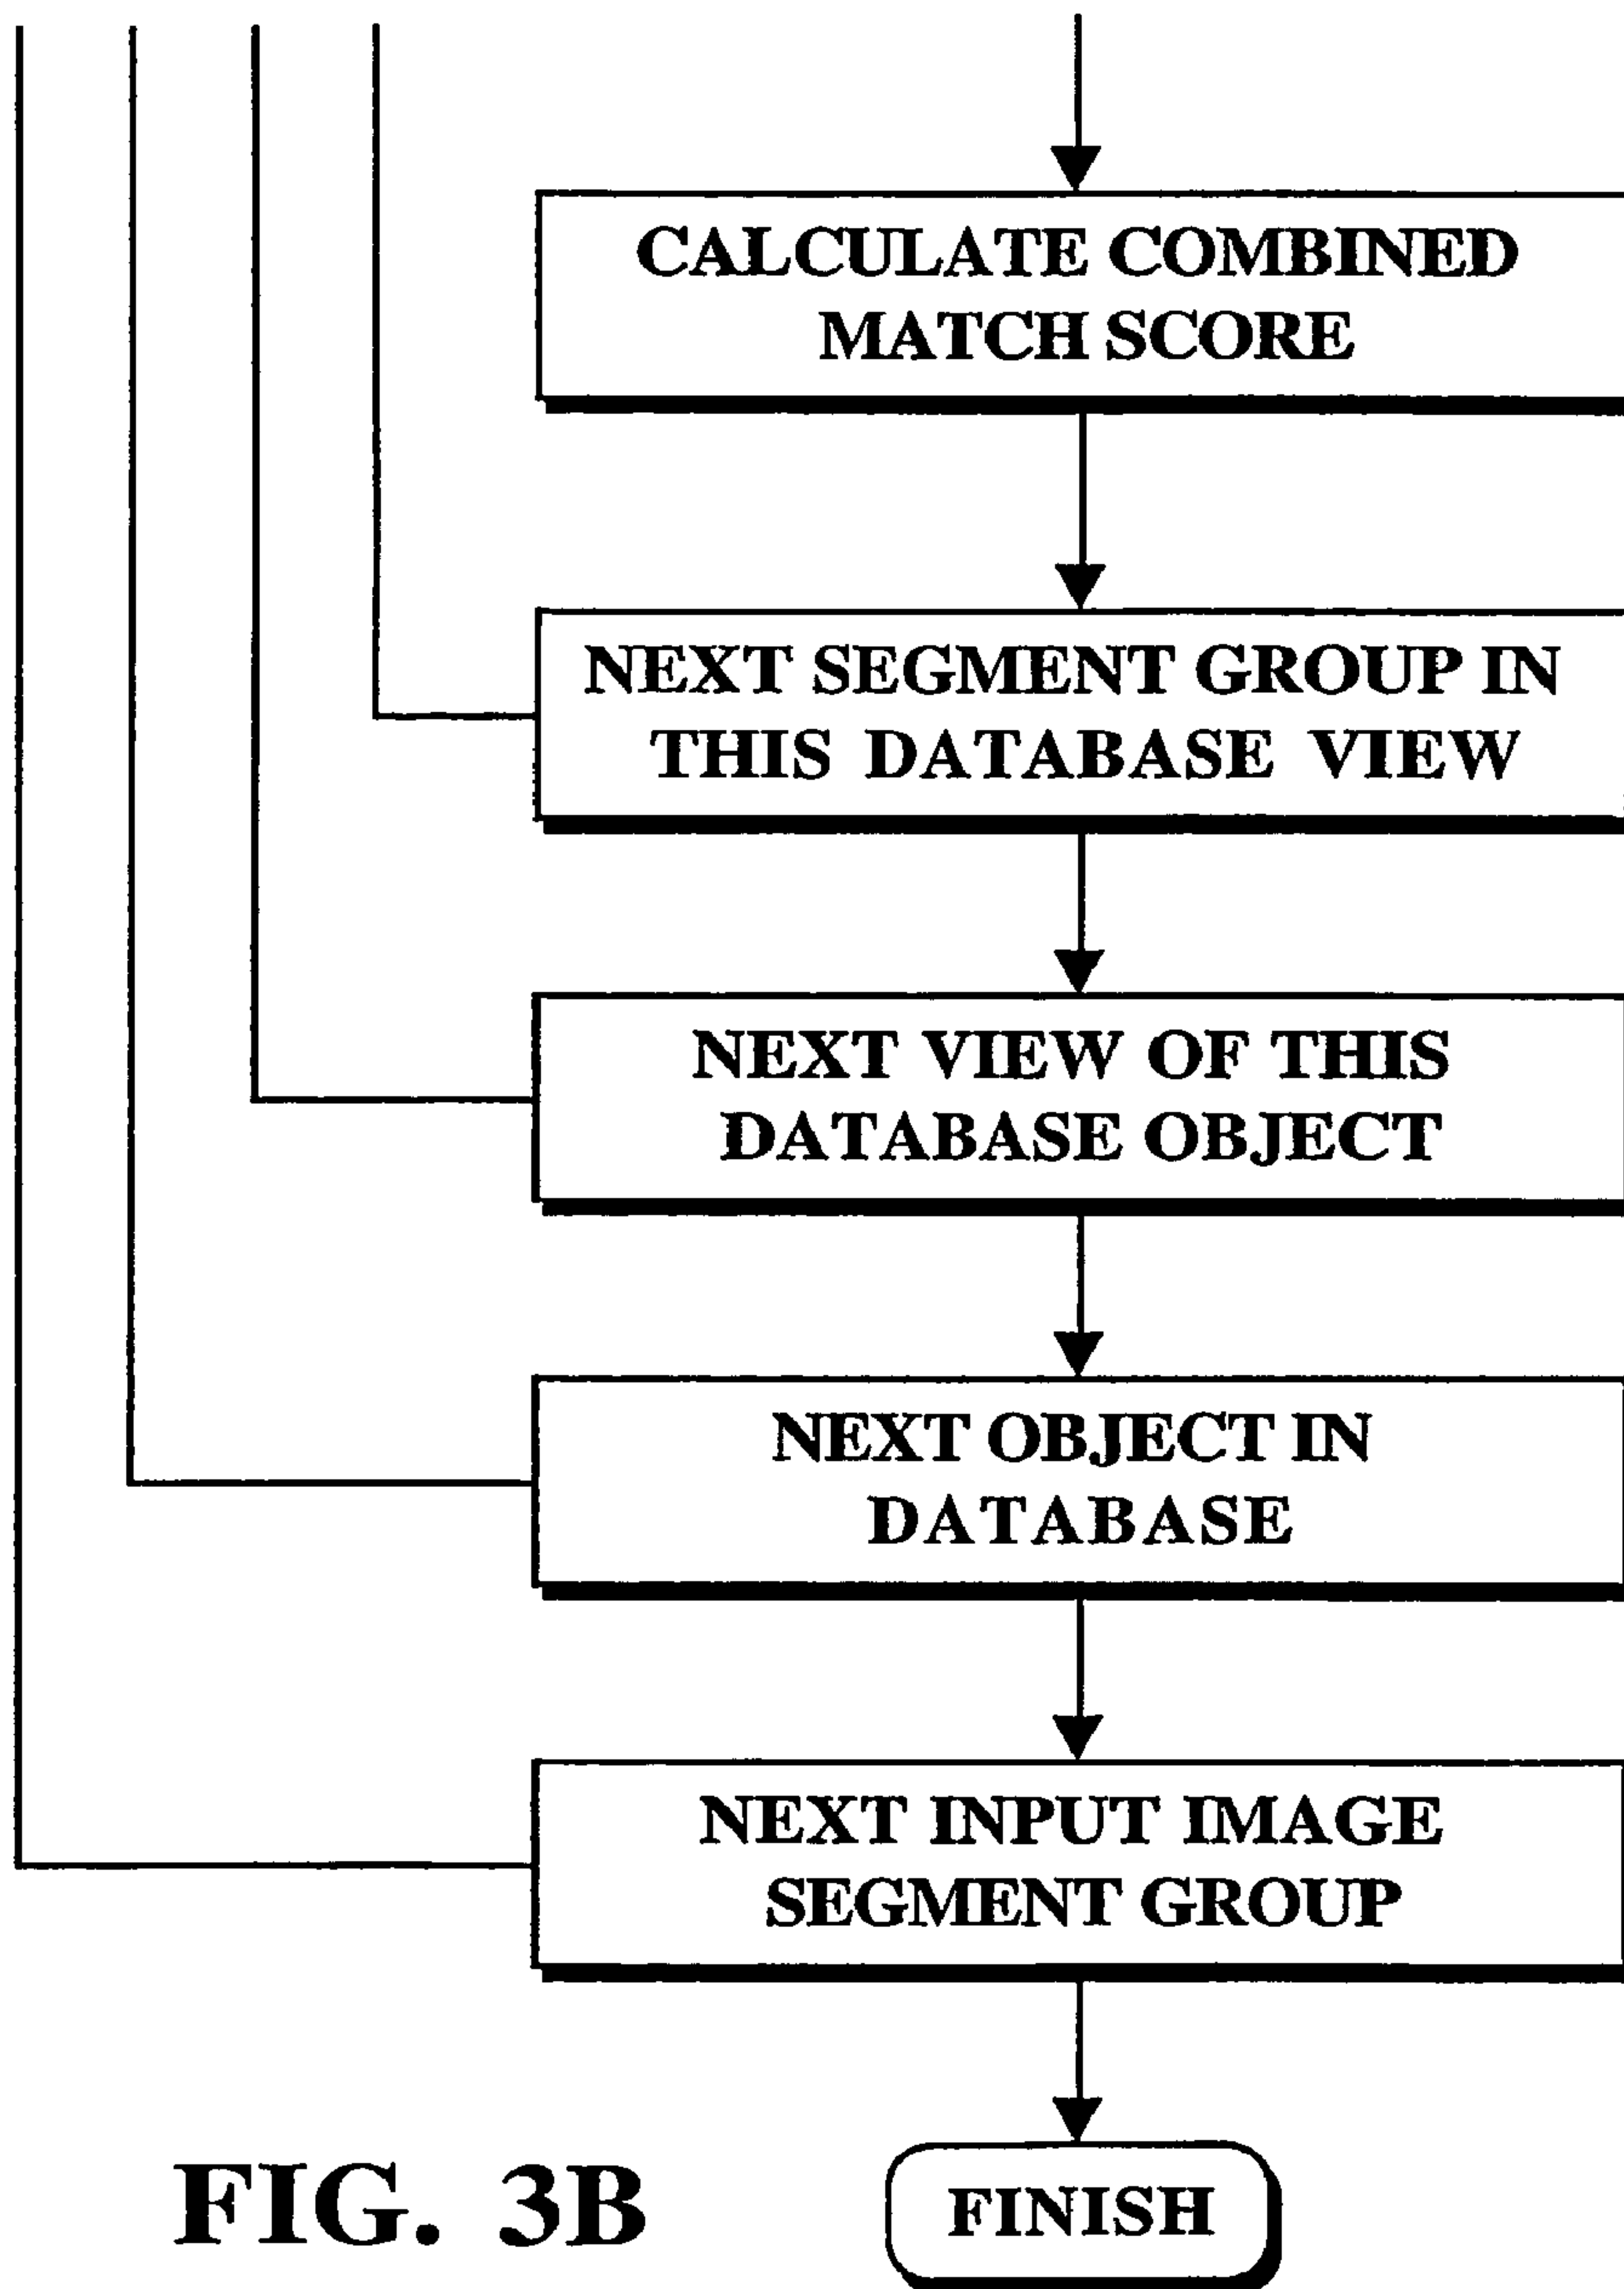 CALCULATE COMBINED
MATCH SCORE
NEXT SEGMENT GROUP IN
THIS DATABASE VIEW
NEXT VIEW OF THIS
DATABASE OBJECT
NEXT OBJECT IN
DATABASE
NEXT INPUT IMAGE
SEGMENT GROUP
FINISH
FIG. 3B